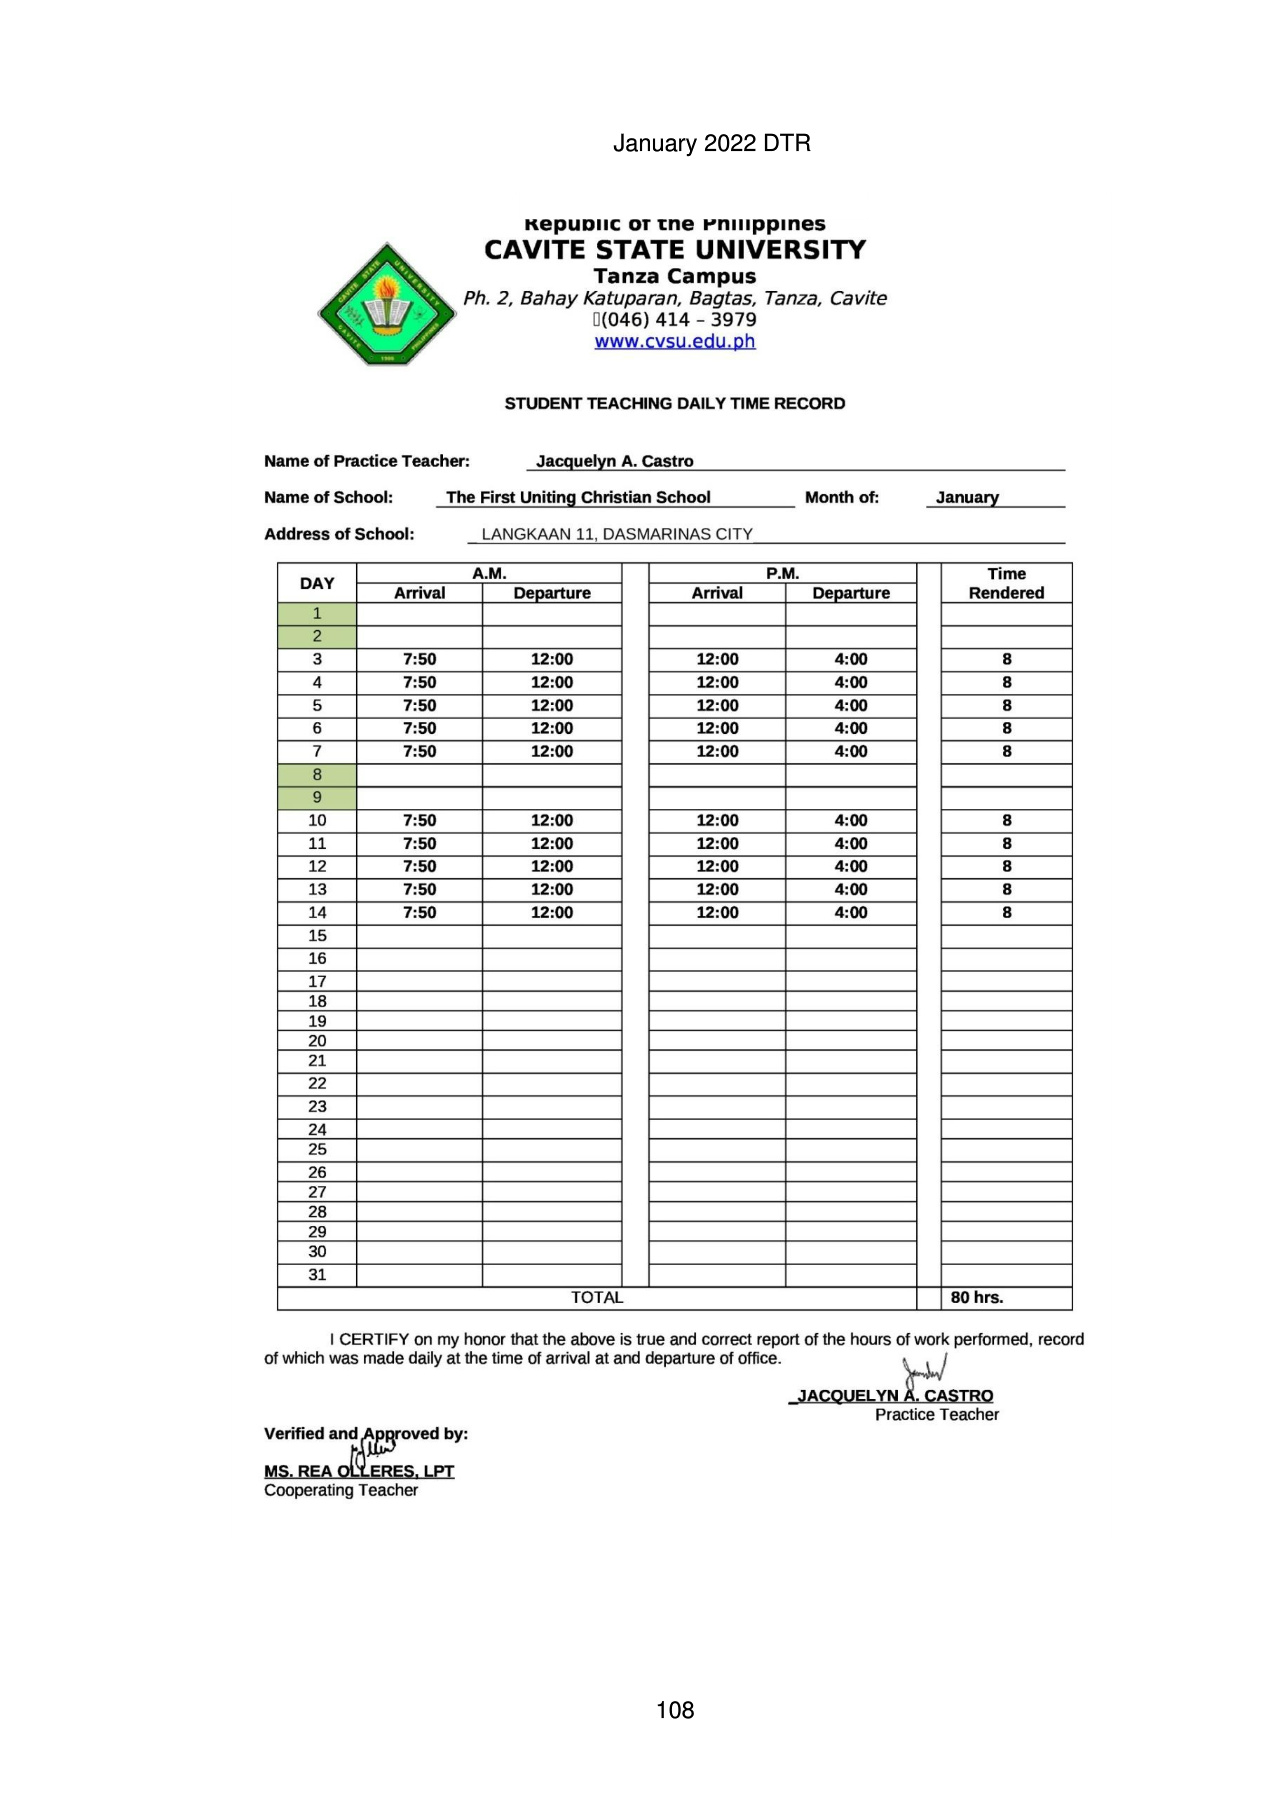 January 2022 DTR
Republic of the Philippines
CAVITE STATE UNIVERSITY
Tanza Campus
Ph. 2, Bahay Katuparan, Bagtas, Tanza, Cavite
(046) 414 – 3979
www.cvsu.edu.ph
CAVITE STATE UNIVERSITY
CAVITE PHILIPPINES
1906
STUDENT TEACHING DAILY TIME RECORD
Name of Practice Teacher: Jacquelyn A. Castro
Name of School: The First Uniting Christian School Month of: January
Address of School: LANGKAAN 11, DASMARINAS CITY
DAY A.M. P.M. Time Rendered
Arrival Departure Arrival Departure
1
2
3 7:50 12:00 12:00 4:00 8
4 7:50 12:00 12:00 4:00 8
5 7:50 12:00 12:00 4:00 8
6 7:50 12:00 12:00 4:00 8
7 7:50 12:00 12:00 4:00 8
8
9
10 7:50 12:00 12:00 4:00 8
11 7:50 12:00 12:00 4:00 8
12 7:50 12:00 12:00 4:00 8
13 7:50 12:00 12:00 4:00 8
14 7:50 12:00 12:00 4:00 8
15
16
17
18
19
20
21
22
23
24
25
26
27
28
29
30
31
TOTAL 80 hrs.
I CERTIFY on my honor that the above is true and correct report of the hours of work performed, record
of which was made daily at the time of arrival at and departure of office.
_JACQUELYN A. CASTRO
Practice Teacher
Verified and Approved by:
MS. REA OLLERES, LPT
Cooperating Teacher
108